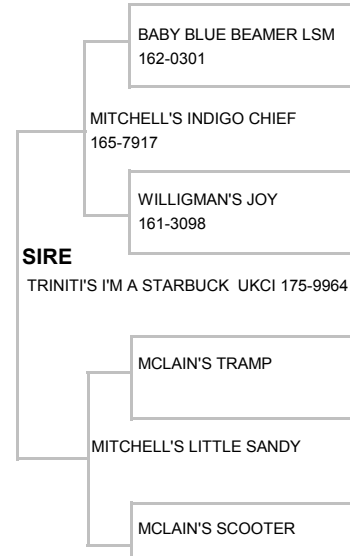 BABY BLUE BEAMER LSM
162-0301
MITCHELL'S INDIGO CHIEF
165-7917
WILLIGMAN'S JOY
161-3098
SIRE
TRINITI'S I'M A STARBUCK UKCI 175-9964
MCLAIN'S TRAMP
MITCHELL'S LITTLE SANDY
MCLAIN'S SCOOTER